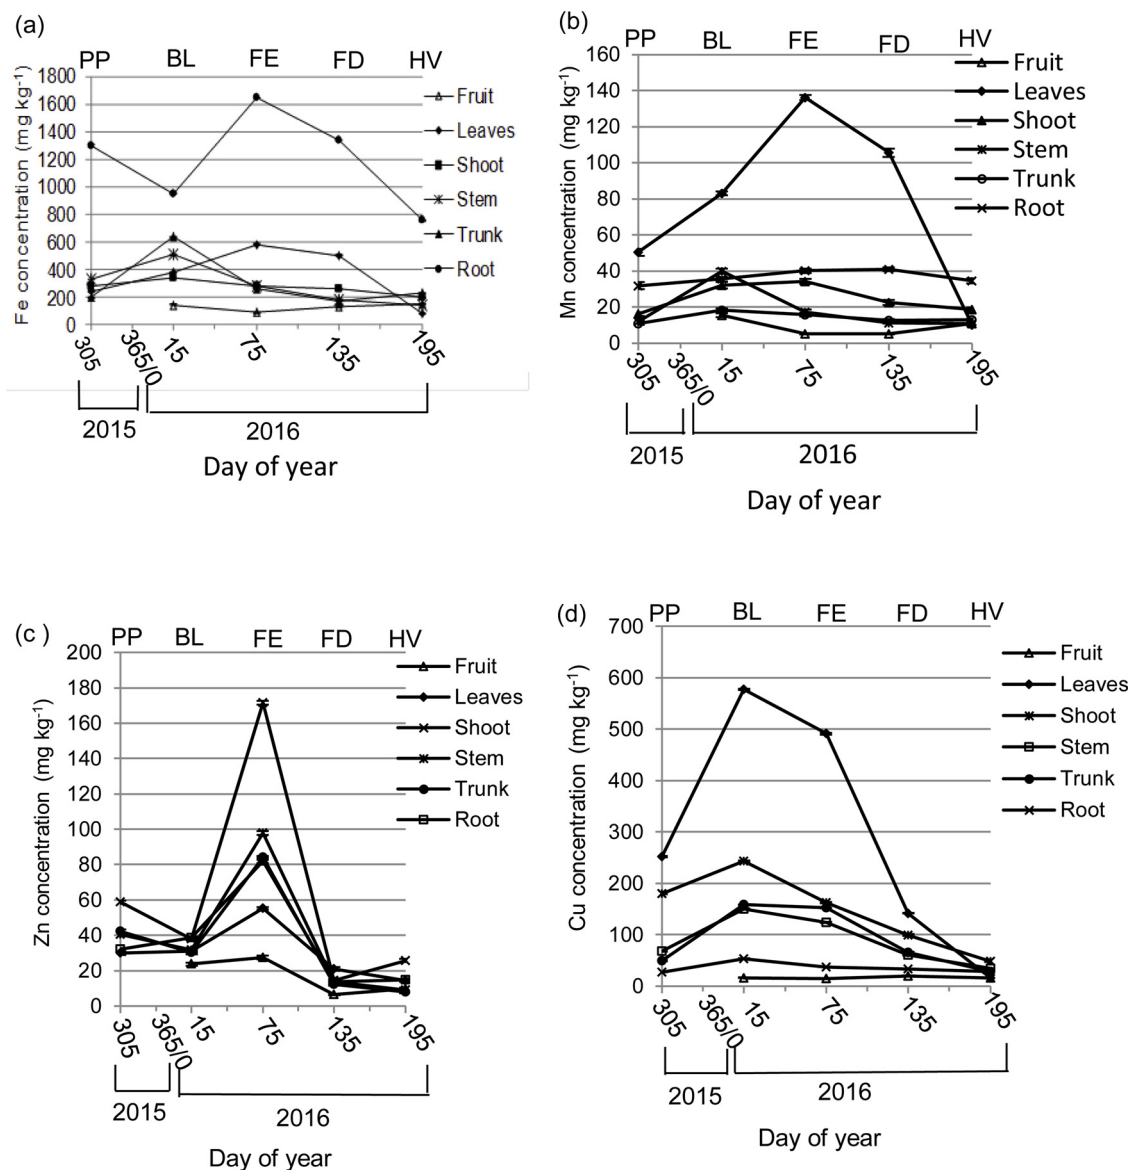 (a)
PP BL FE FD HV
Fe concentration (mg kg-1)
1800
1600
1400
1200
1000
800
600
400
200
0
305 365/0 15 75 135 195
Fruit
Leaves
Shoot
Stem
Trunk
Root
2015 2016
Day of year
(b)
PP BL FE FD HV
Mn concentration (mg kg-1)
160
140
120
100
80
60
40
20
0
305 365/0 15 75 135 195
Fruit
Leaves
Shoot
Stem
Trunk
Root
2015 2016
Day of year
(c )
PP BL FE FD HV
Zn concentration (mg kg-1)
200
180
160
140
120
100
80
60
40
20
0
305 365/0 15 75 135 195
Fruit
Leaves
Shoot
Stem
Trunk
Root
2015 2016
Day of year
(d)
PP BL FE FD HV
Cu concentration (mg kg-1)
700
600
500
400
300
200
100
0
305 365/0 15 75 135 195
Fruit
Leaves
Shoot
Stem
Trunk
Root
2015 2016
Day of year